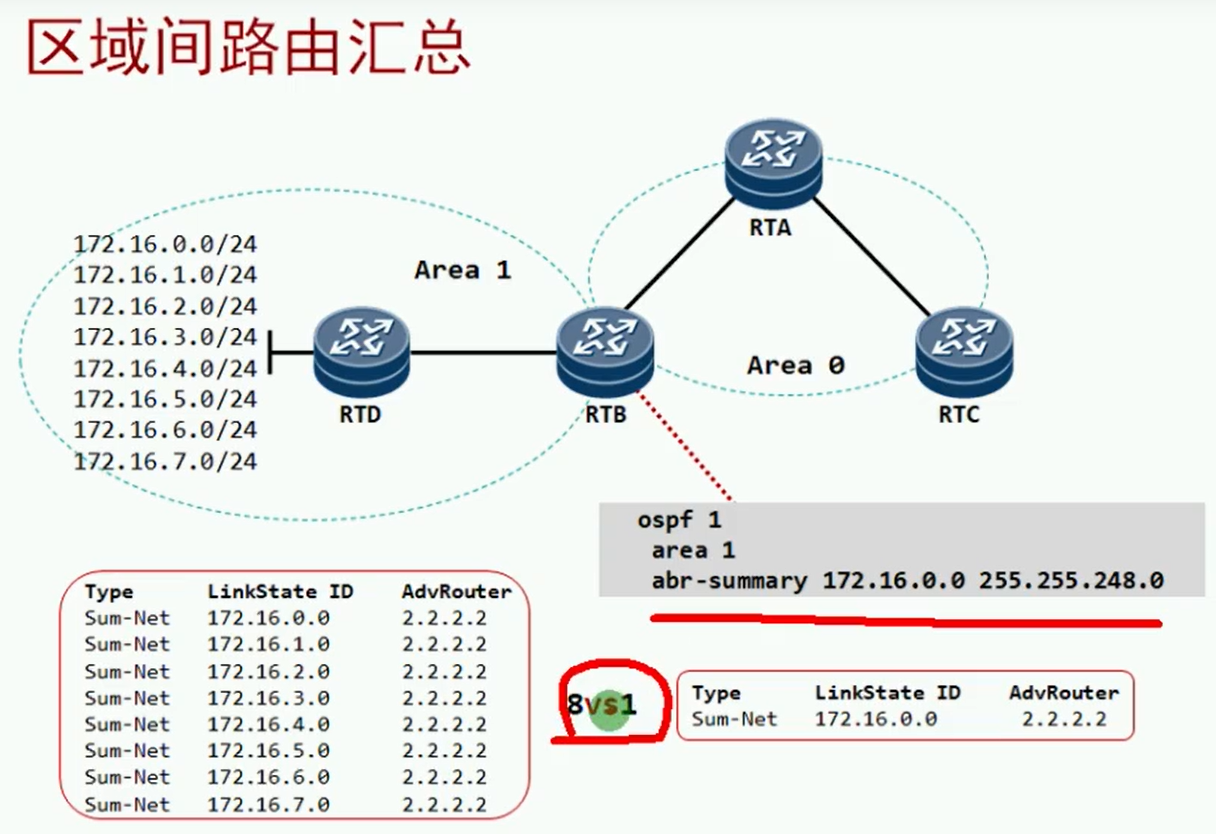 区域间路由汇总
RTA
172.16.0.0/24
172.16.1.0/24
172.16.2.0/24
172.16.3.0/24
172.16.4.0/24
172.16.5.0/24
172.16.6.0/24
172.16.7.0/24
Area 1
RTD
RTB
Area 0
RTC
ospf 1
area 1
abr-summary 172.16.0.0 255.255.248.0
Type LinkState ID AdvRouter
Sum-Net 172.16.0.0 2.2.2.2
Sum-Net 172.16.1.0 2.2.2.2
Sum-Net 172.16.2.0 2.2.2.2
Sum-Net 172.16.3.0 2.2.2.2
Sum-Net 172.16.4.0 2.2.2.2
Sum-Net 172.16.5.0 2.2.2.2
Sum-Net 172.16.6.0 2.2.2.2
Sum-Net 172.16.7.0 2.2.2.2
8vs1
Type LinkState ID AdvRouter
Sum-Net 172.16.0.0 2.2.2.2